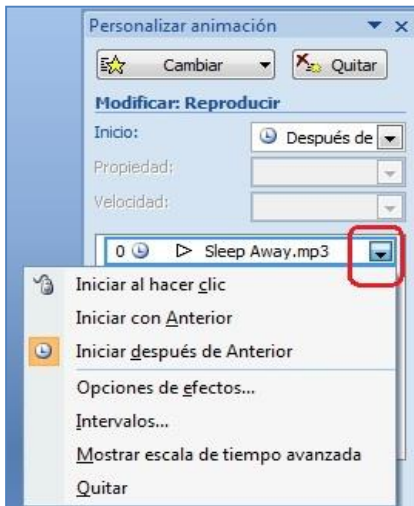 Personalizar animación
Cambiar Quitar
Modificar: Reproducir
Inicio: Después de
Propiedad:
Velocidad:
0 Sleep Away.mp3
Iniciar al hacer clic
Iniciar con Anterior
Iniciar después de Anterior
Opciones de efectos...
Intervalos...
Mostrar escala de tiempo avanzada
Quitar